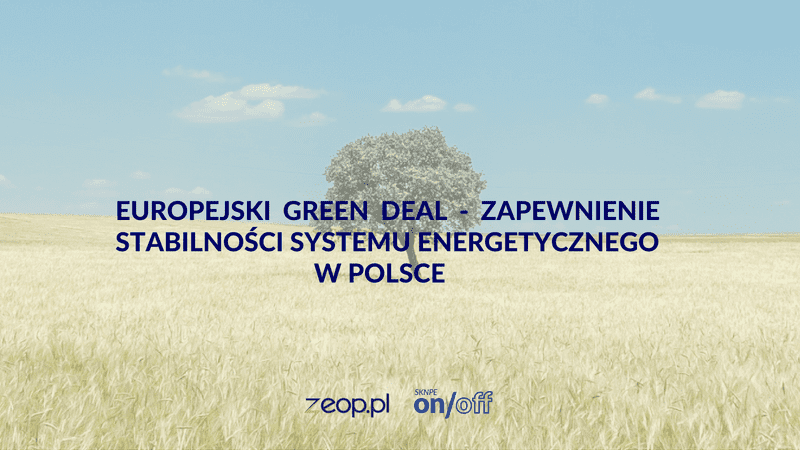 EUROPEJSKI GREEN DEAL - ZAPEWNIENIE
STABILNOŚCI SYSTEMU ENERGETYCZNEGO
W POLSCE
zeop.pl
SKNPE
on/off